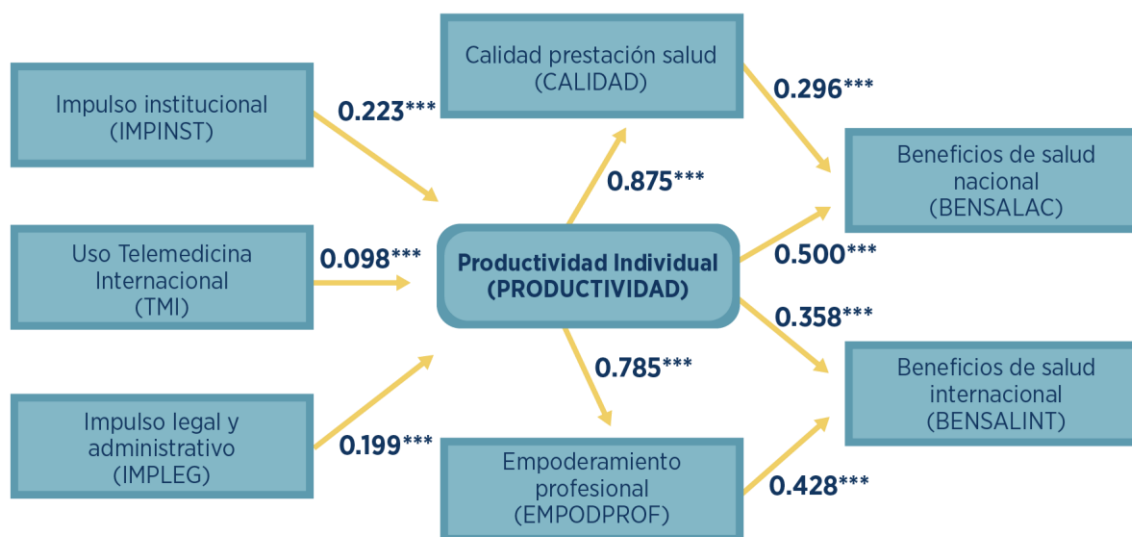 Impulso institucional
(IMPINST)
0.223***
Uso Telemedicina
Internacional
(TMI)
0.098***
Impulso legal y
administrativo
(IMPLEG)
0.199***
Calidad prestación salud
(CALIDAD)
0.875***
Productividad Individual
(PRODUCTIVIDAD)
0.785***
Empoderamiento
profesional
(EMPODPROF)
0.296***
Beneficios de salud
nacional
(BENSALAC)
0.500***
0.358***
Beneficios de salud
internacional
(BENSALINT)
0.428***